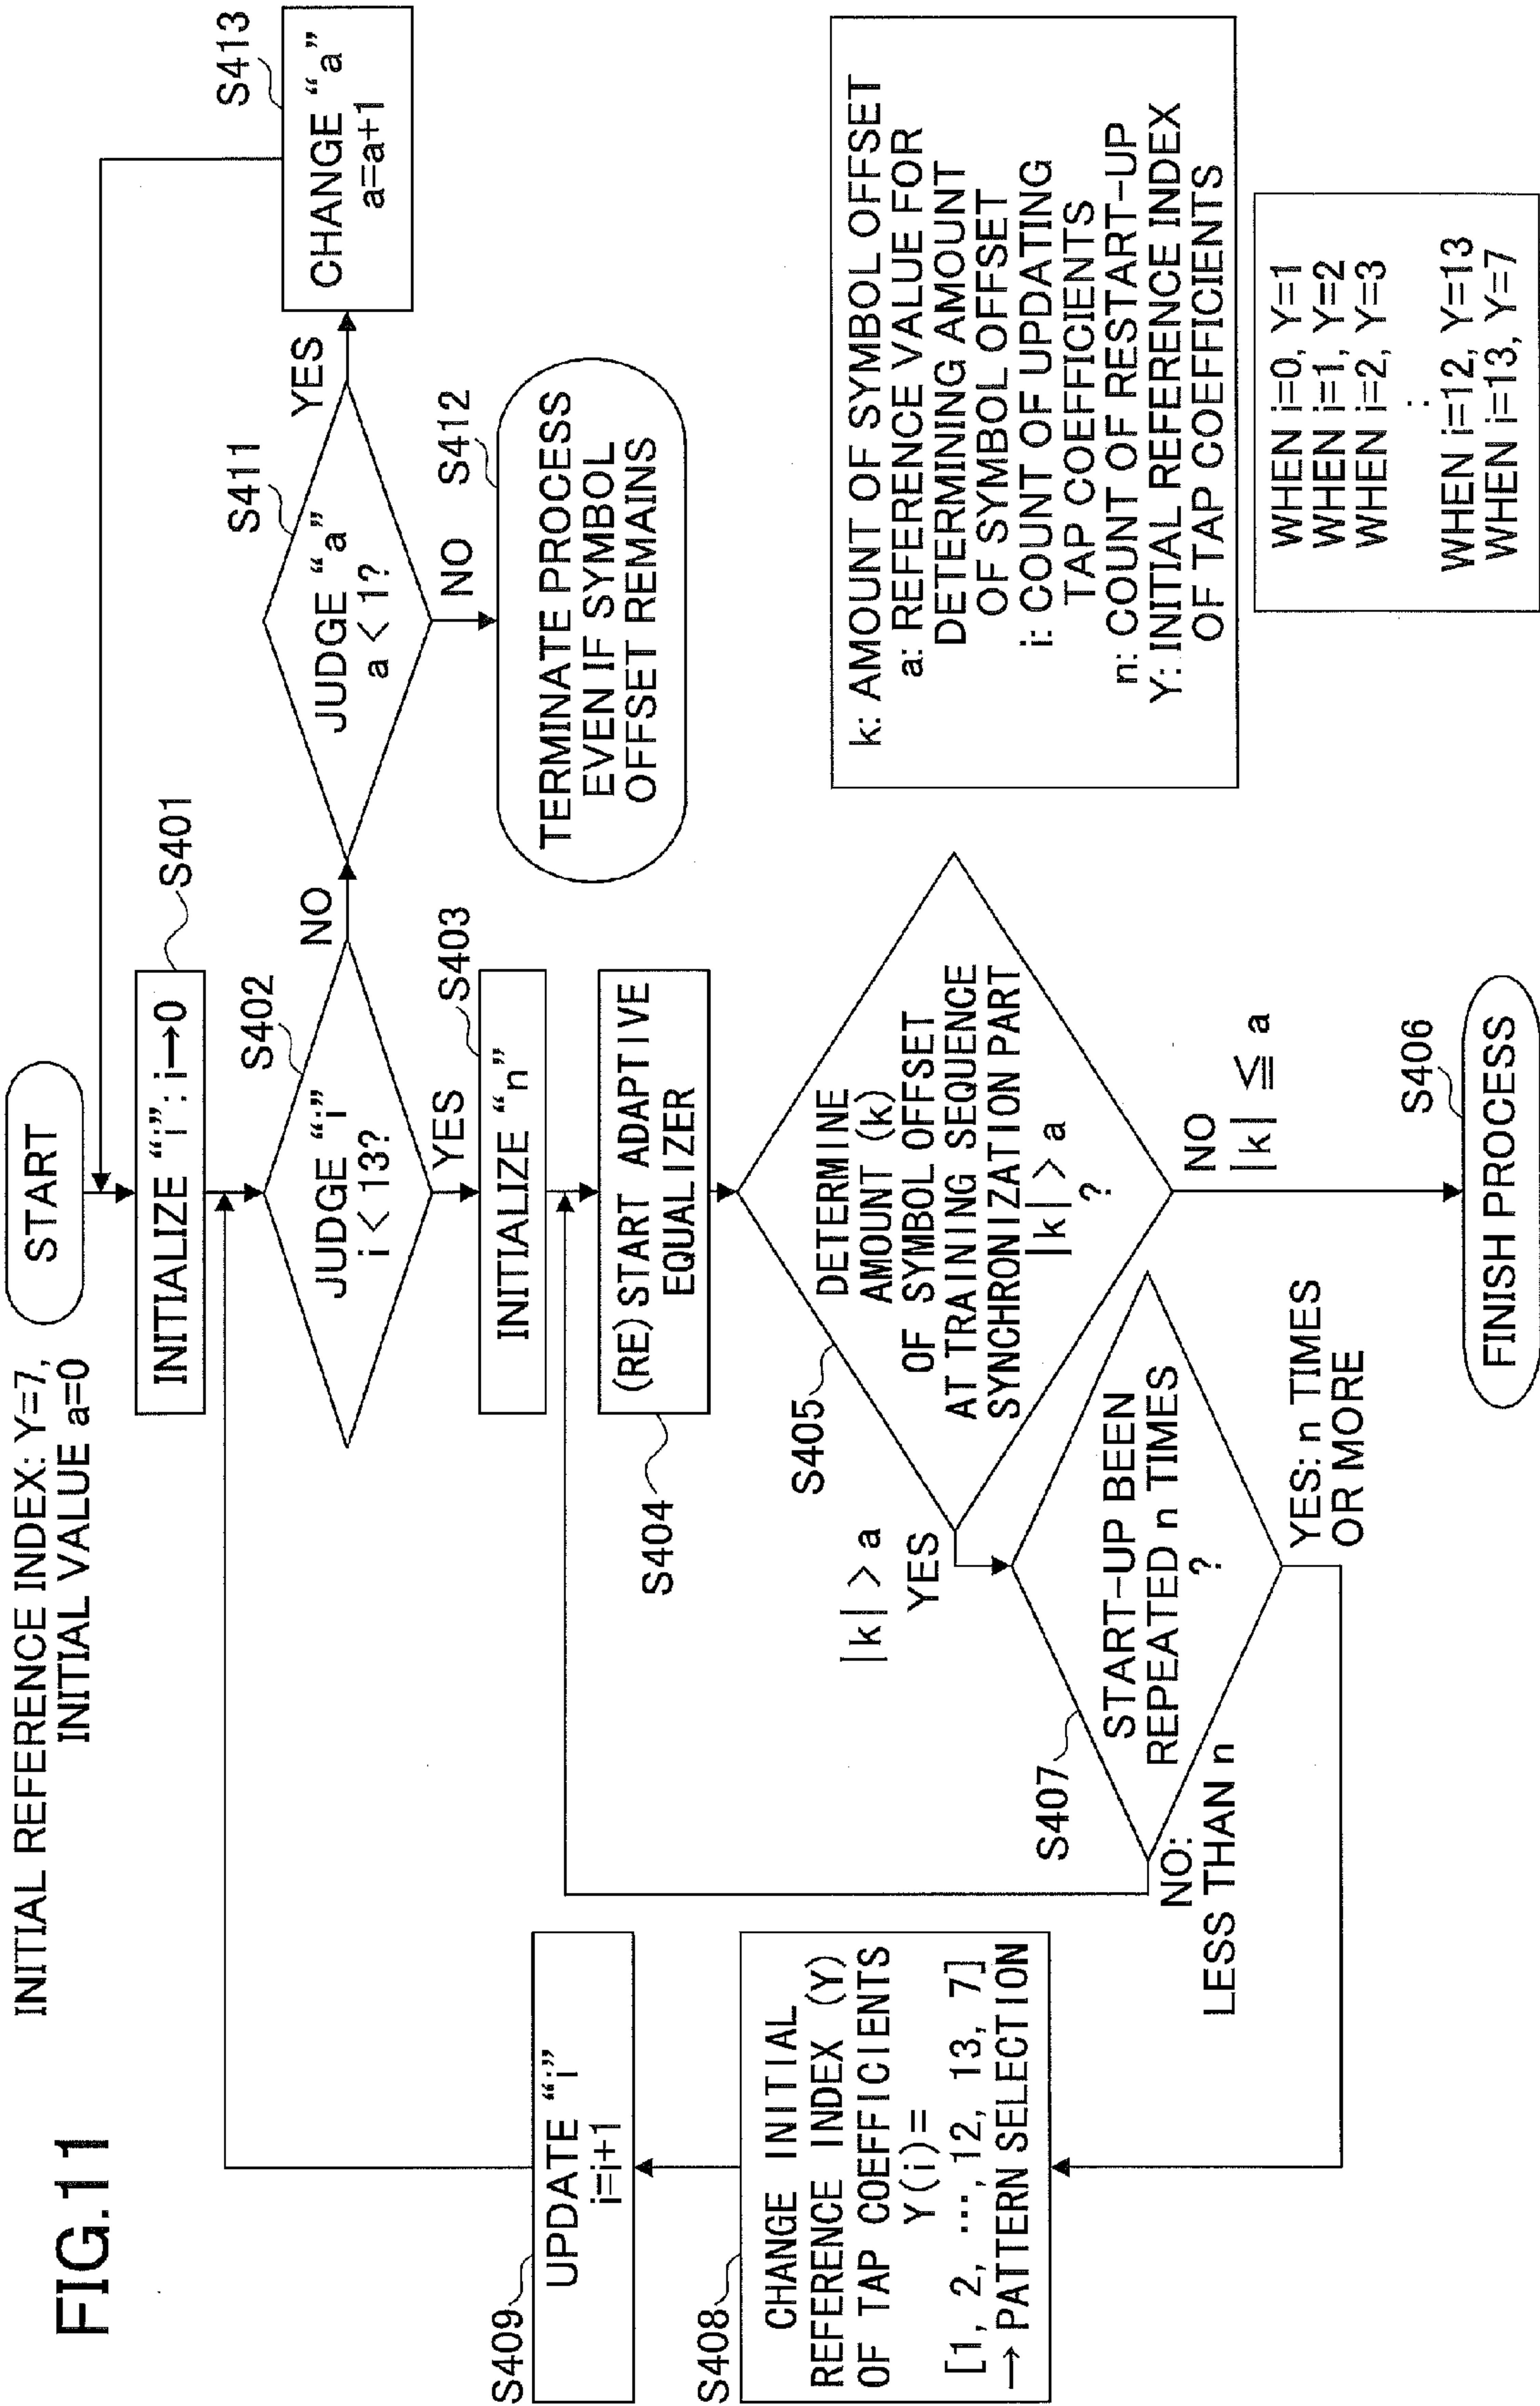 FIG.11
INITIAL REFERENCE INDEX: Y=7,
INITIAL VALUE a=0
START
INITIALIZE “i”: i→0
S401
JUDGE “i”
i < 13?
S402
NO
YES
JUDGE “a”
a < 1?
S411
YES
NO
CHANGE “a”
a=a+1
S413
TERMINATE PROCESS
EVEN IF SYMBOL
OFFSET REMAINS
S412
INITIALIZE “n”
S403
(RE)START ADAPTIVE
EQUALIZER
S404
DETERMINE
AMOUNT (k)
OF SYMBOL OFFSET
AT TRAINING SEQUENCE
SYNCHRONIZATION PART
|k| > a
?
S405
|k| > a
YES
NO
|k| ≦ a
FINISH PROCESS
S406
START-UP BEEN
REPEATED n TIMES
?
S407
NO:
LESS THAN n
YES: n TIMES
OR MORE
CHANGE INITIAL
REFERENCE INDEX (Y)
OF TAP COEFFICIENTS
Y(i)=
[1, 2, ···, 12, 13, 7]
→ PATTERN SELECTION
S408
UPDATE “i”
i=i+1
S409
k: AMOUNT OF SYMBOL OFFSET
a: REFERENCE VALUE FOR
DETERMINING AMOUNT
OF SYMBOL OFFSET
i: COUNT OF UPDATING
TAP COEFFICIENTS
n: COUNT OF RESTART-UP
Y: INITIAL REFERENCE INDEX
OF TAP COEFFICIENTS
WHEN i=0, Y=1
WHEN i=1, Y=2
WHEN i=2, Y=3
:
WHEN i=12, Y=13
WHEN i=13, Y=7